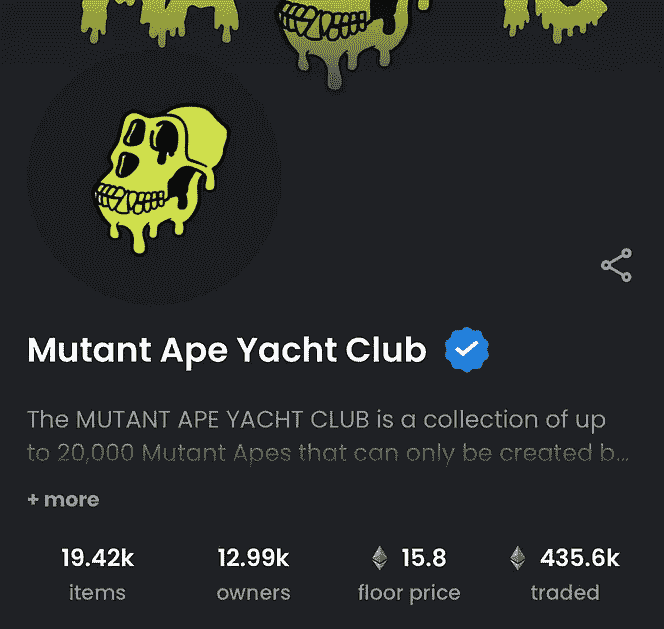 Mutant Ape Yacht Club
The MUTANT APE YACHT CLUB is a collection of up
to 20,000 Mutant Apes that can only be created b...
+ more
19.42k 12.99k 15.8 435.6k
items owners floor price traded